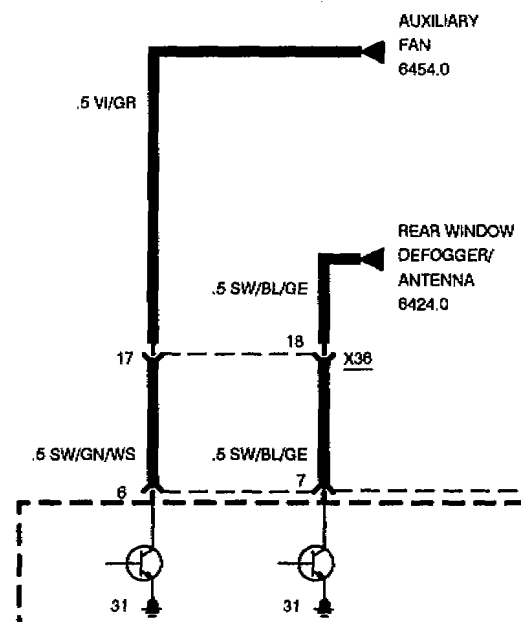 AUXILIARY
FAN
6454.0
.5 VI/GR
REAR WINDOW
DEFOGGER/
ANTENNA
6424.0
.5 SW/BL/GE
17
18
X36
.5 SW/GN/WS
.5 SW/BL/GE
6
7
31
31